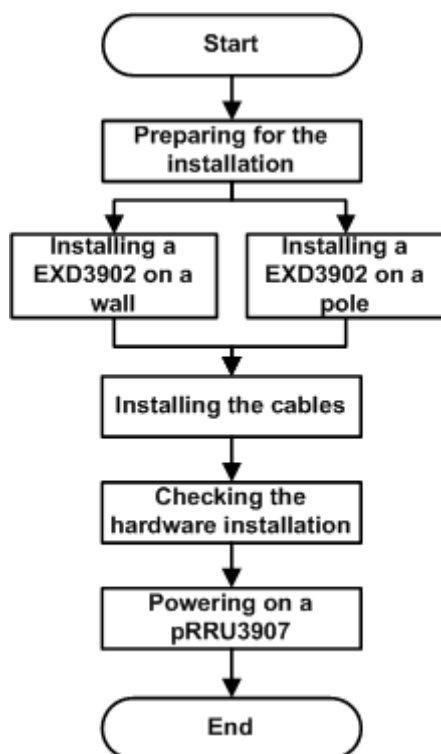 Start
Preparing for the
installation
Installing a
EXD3902 on a
wall
Installing a
EXD3902 on a
pole
Installing the cables
Checking the
hardware installation
Powering on a
pRRU3907
End